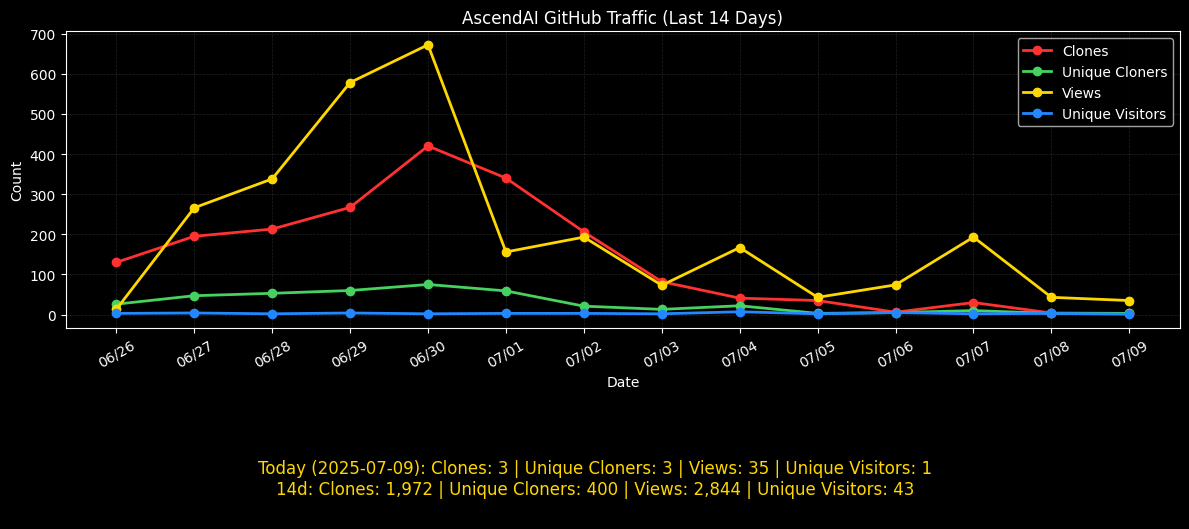 AscendAI GitHub Traffic (Last 14 Days)
700
600
500
400
300
200
100
0
Count
Clones
Unique Cloners
Views
Unique Visitors
06/26
06/27
06/28
06/29
06/30
07/01
07/02
07/03
07/04
07/05
07/06
07/07
07/08
07/09
Date
Today (2025-07-09): Clones: 3 | Unique Cloners: 3 | Views: 35 | Unique Visitors: 1
14d: Clones: 1,972 | Unique Cloners: 400 | Views: 2,844 | Unique Visitors: 43